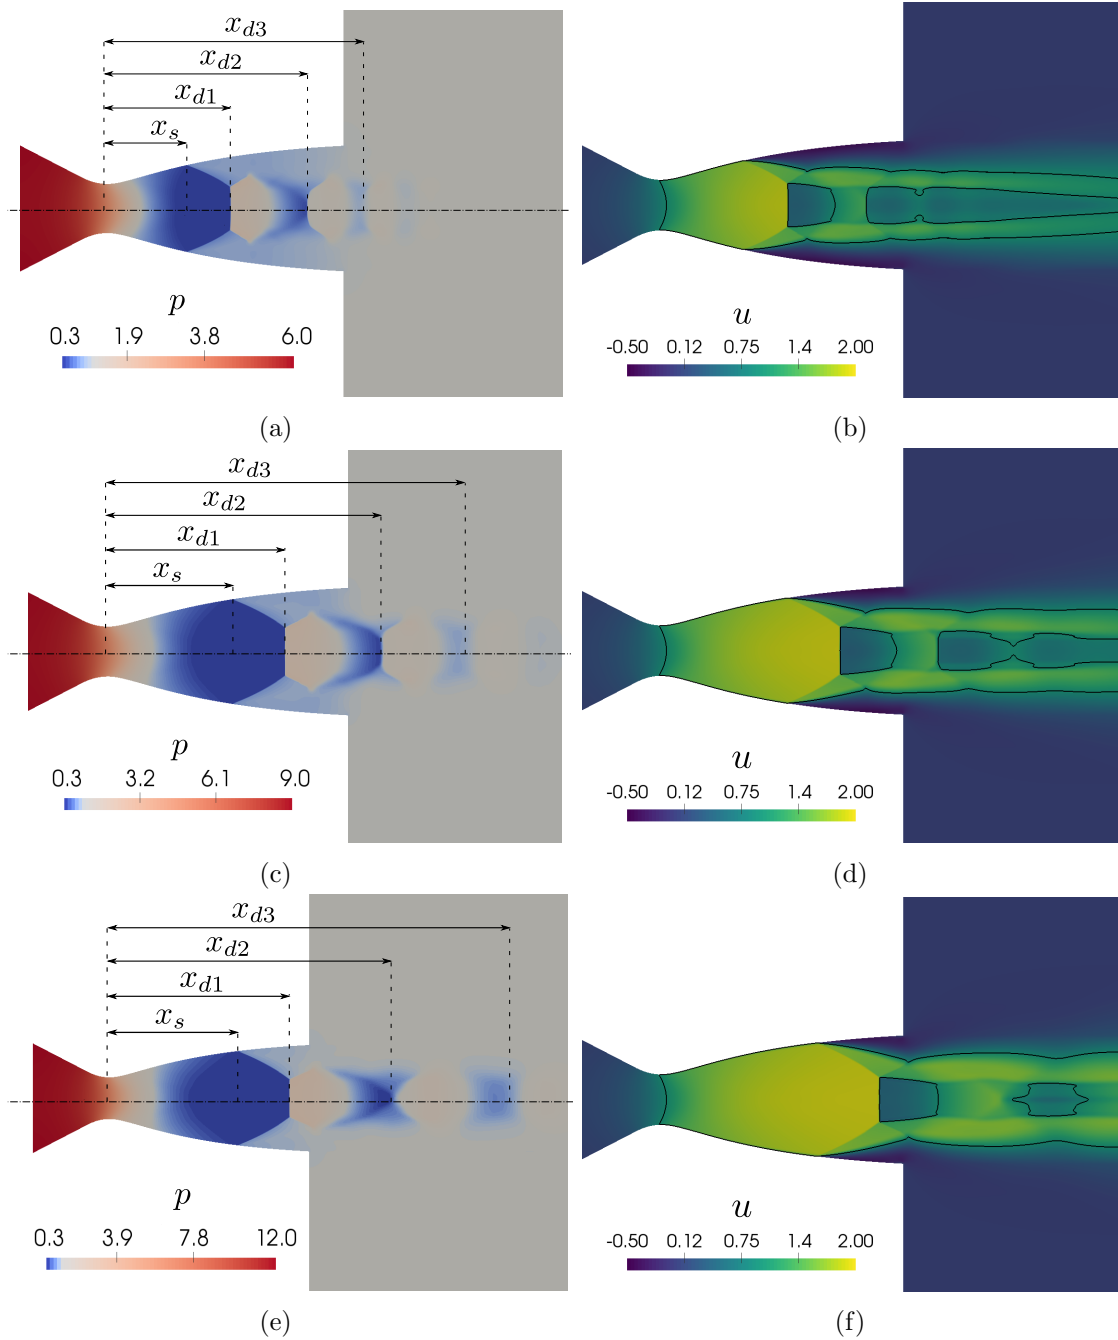 x_{d3}
x_{d2}
x_{d1}
x_s
p
0.3 1.9 3.8 6.0
u
-0.50 0.12 0.75 1.4 2.00
(a) (b)
x_{d3}
x_{d2}
x_{d1}
x_s
p
0.3 3.2 6.1 9.0
u
-0.50 0.12 0.75 1.4 2.00
(c) (d)
x_{d3}
x_{d2}
x_{d1}
x_s
p
0.3 3.9 7.8 12.0
u
-0.50 0.12 0.75 1.4 2.00
(e) (f)